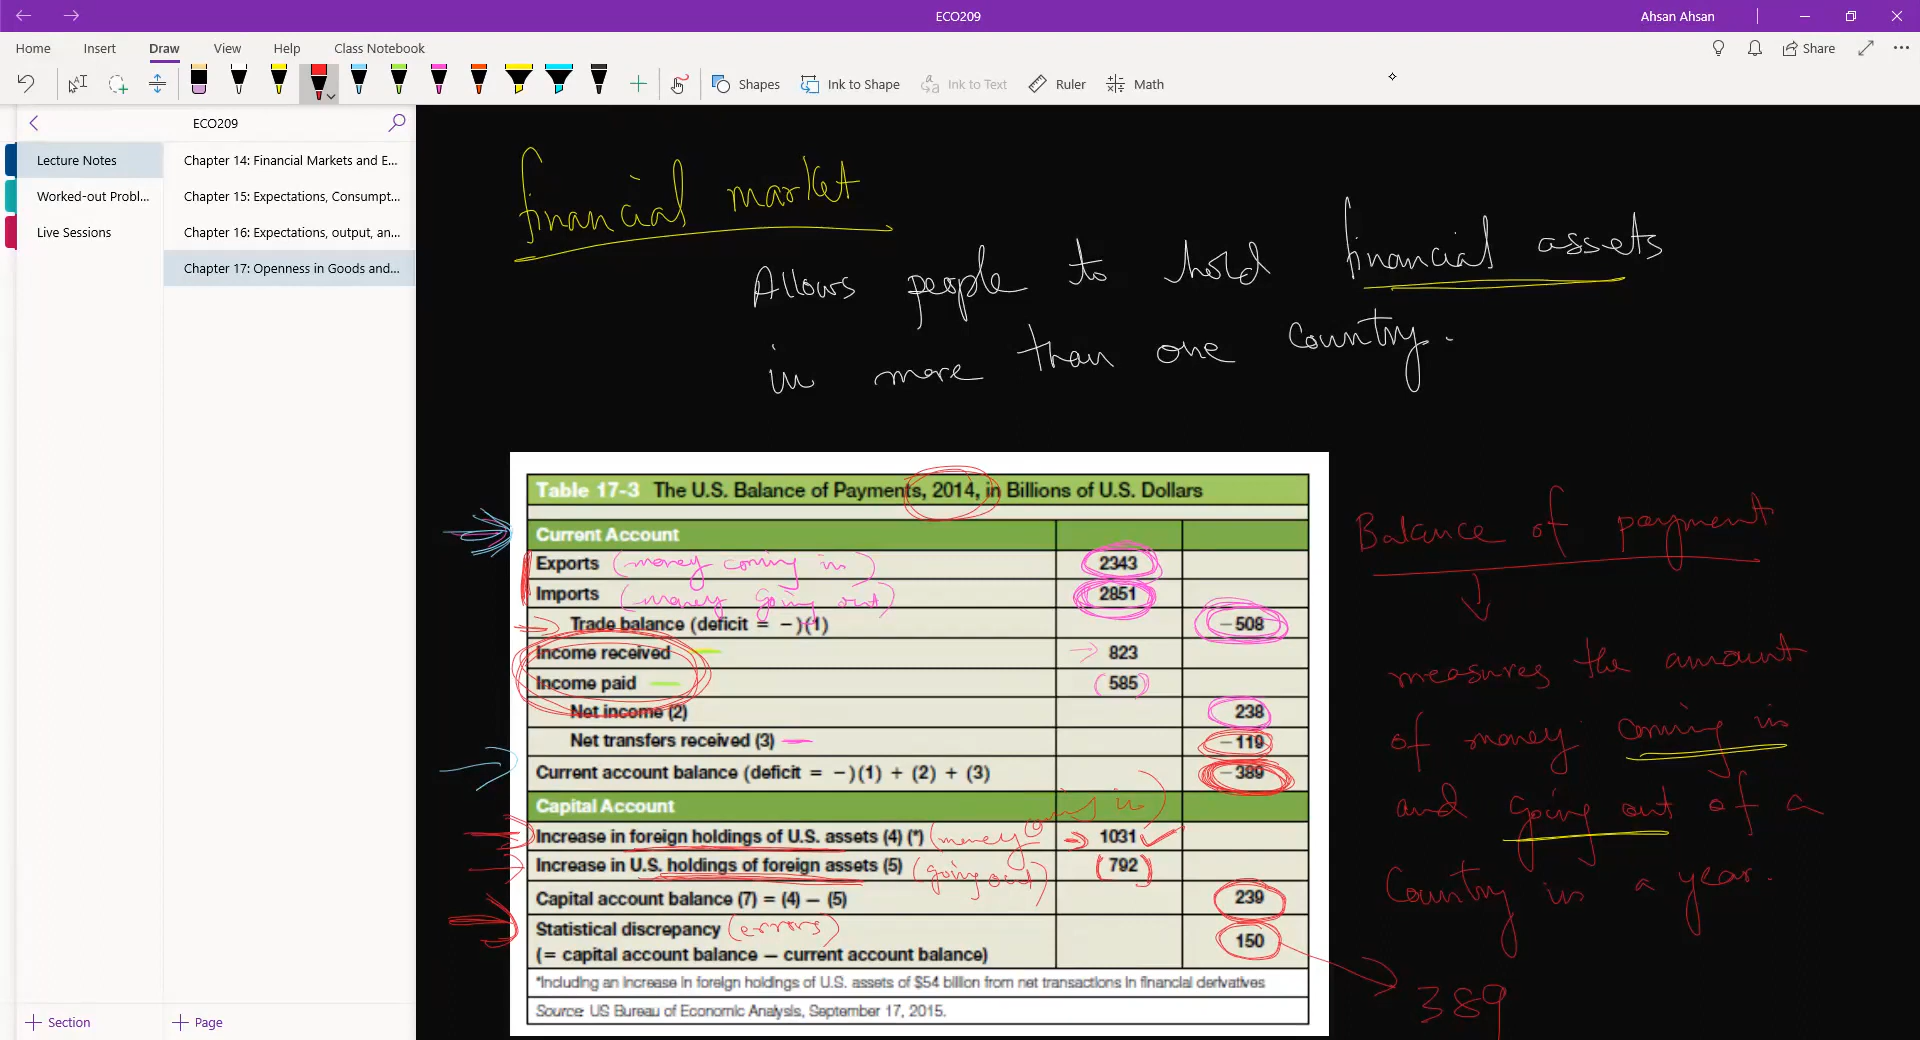 ECO209
Ahsan Ahsan
Home Insert Draw View Help Class Notebook
Share
Shapes Ink to Shape Ink to Text Ruler Math
ECO209
Lecture Notes
Worked-out Probl...
Live Sessions
Chapter 14: Financial Markets and E...
Chapter 15: Expectations, Consumpt...
Chapter 16: Expectations, output, an...
Chapter 17: Openness in Goods and...
Section
Page
financial market
Allows people to hold financial assets
in more than one country.
Table 17-3 The U.S. Balance of Payments, 2014, in Billions of U.S. Dollars
Current Account
Exports (money coming in) 2343
Imports (money going out) 2851
Trade balance (deficit = −)(1) −508
Income received 823
Income paid (585)
Net income (2) 238
Net transfers received (3) −119
Current account balance (deficit = −)(1) + (2) + (3) −389
Capital Account
Increase in foreign holdings of U.S. assets (4) (*) (money coming in) 1031
Increase in U.S. holdings of foreign assets (5) (going out) (792)
Capital account balance (7) = (4) − (5) 239
Statistical discrepancy (errors) 150
(= capital account balance − current account balance)
*Including an increase in foreign holdings of U.S. assets of $54 billion from net transactions in financial derivatives
Source: US Bureau of Economic Analysis, September 17, 2015.
Balance of payment
measures the amount
of money coming in
and going out of a
Country in a year.
389